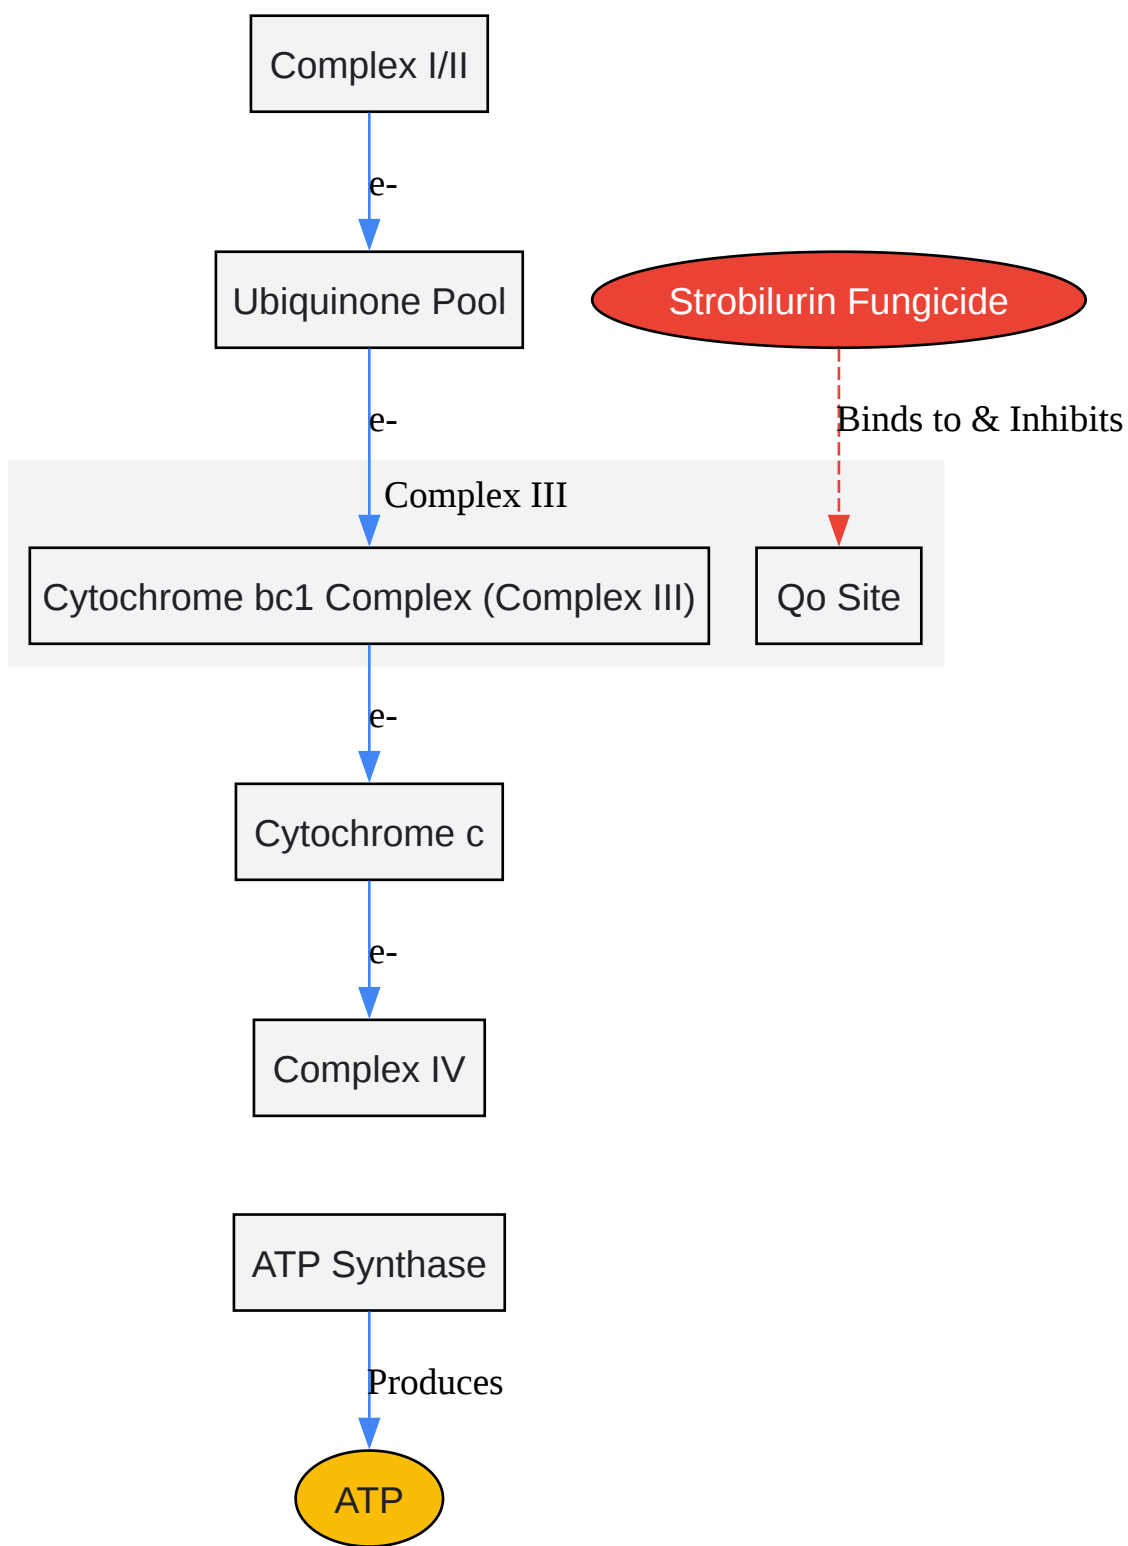 Complex I/II
e-
Ubiquinone Pool
Strobilurin Fungicide
e-
Binds to & Inhibits
Complex III
Cytochrome bc1 Complex (Complex III)
Qo Site
e-
Cytochrome c
e-
Complex IV
ATP Synthase
Produces
ATP